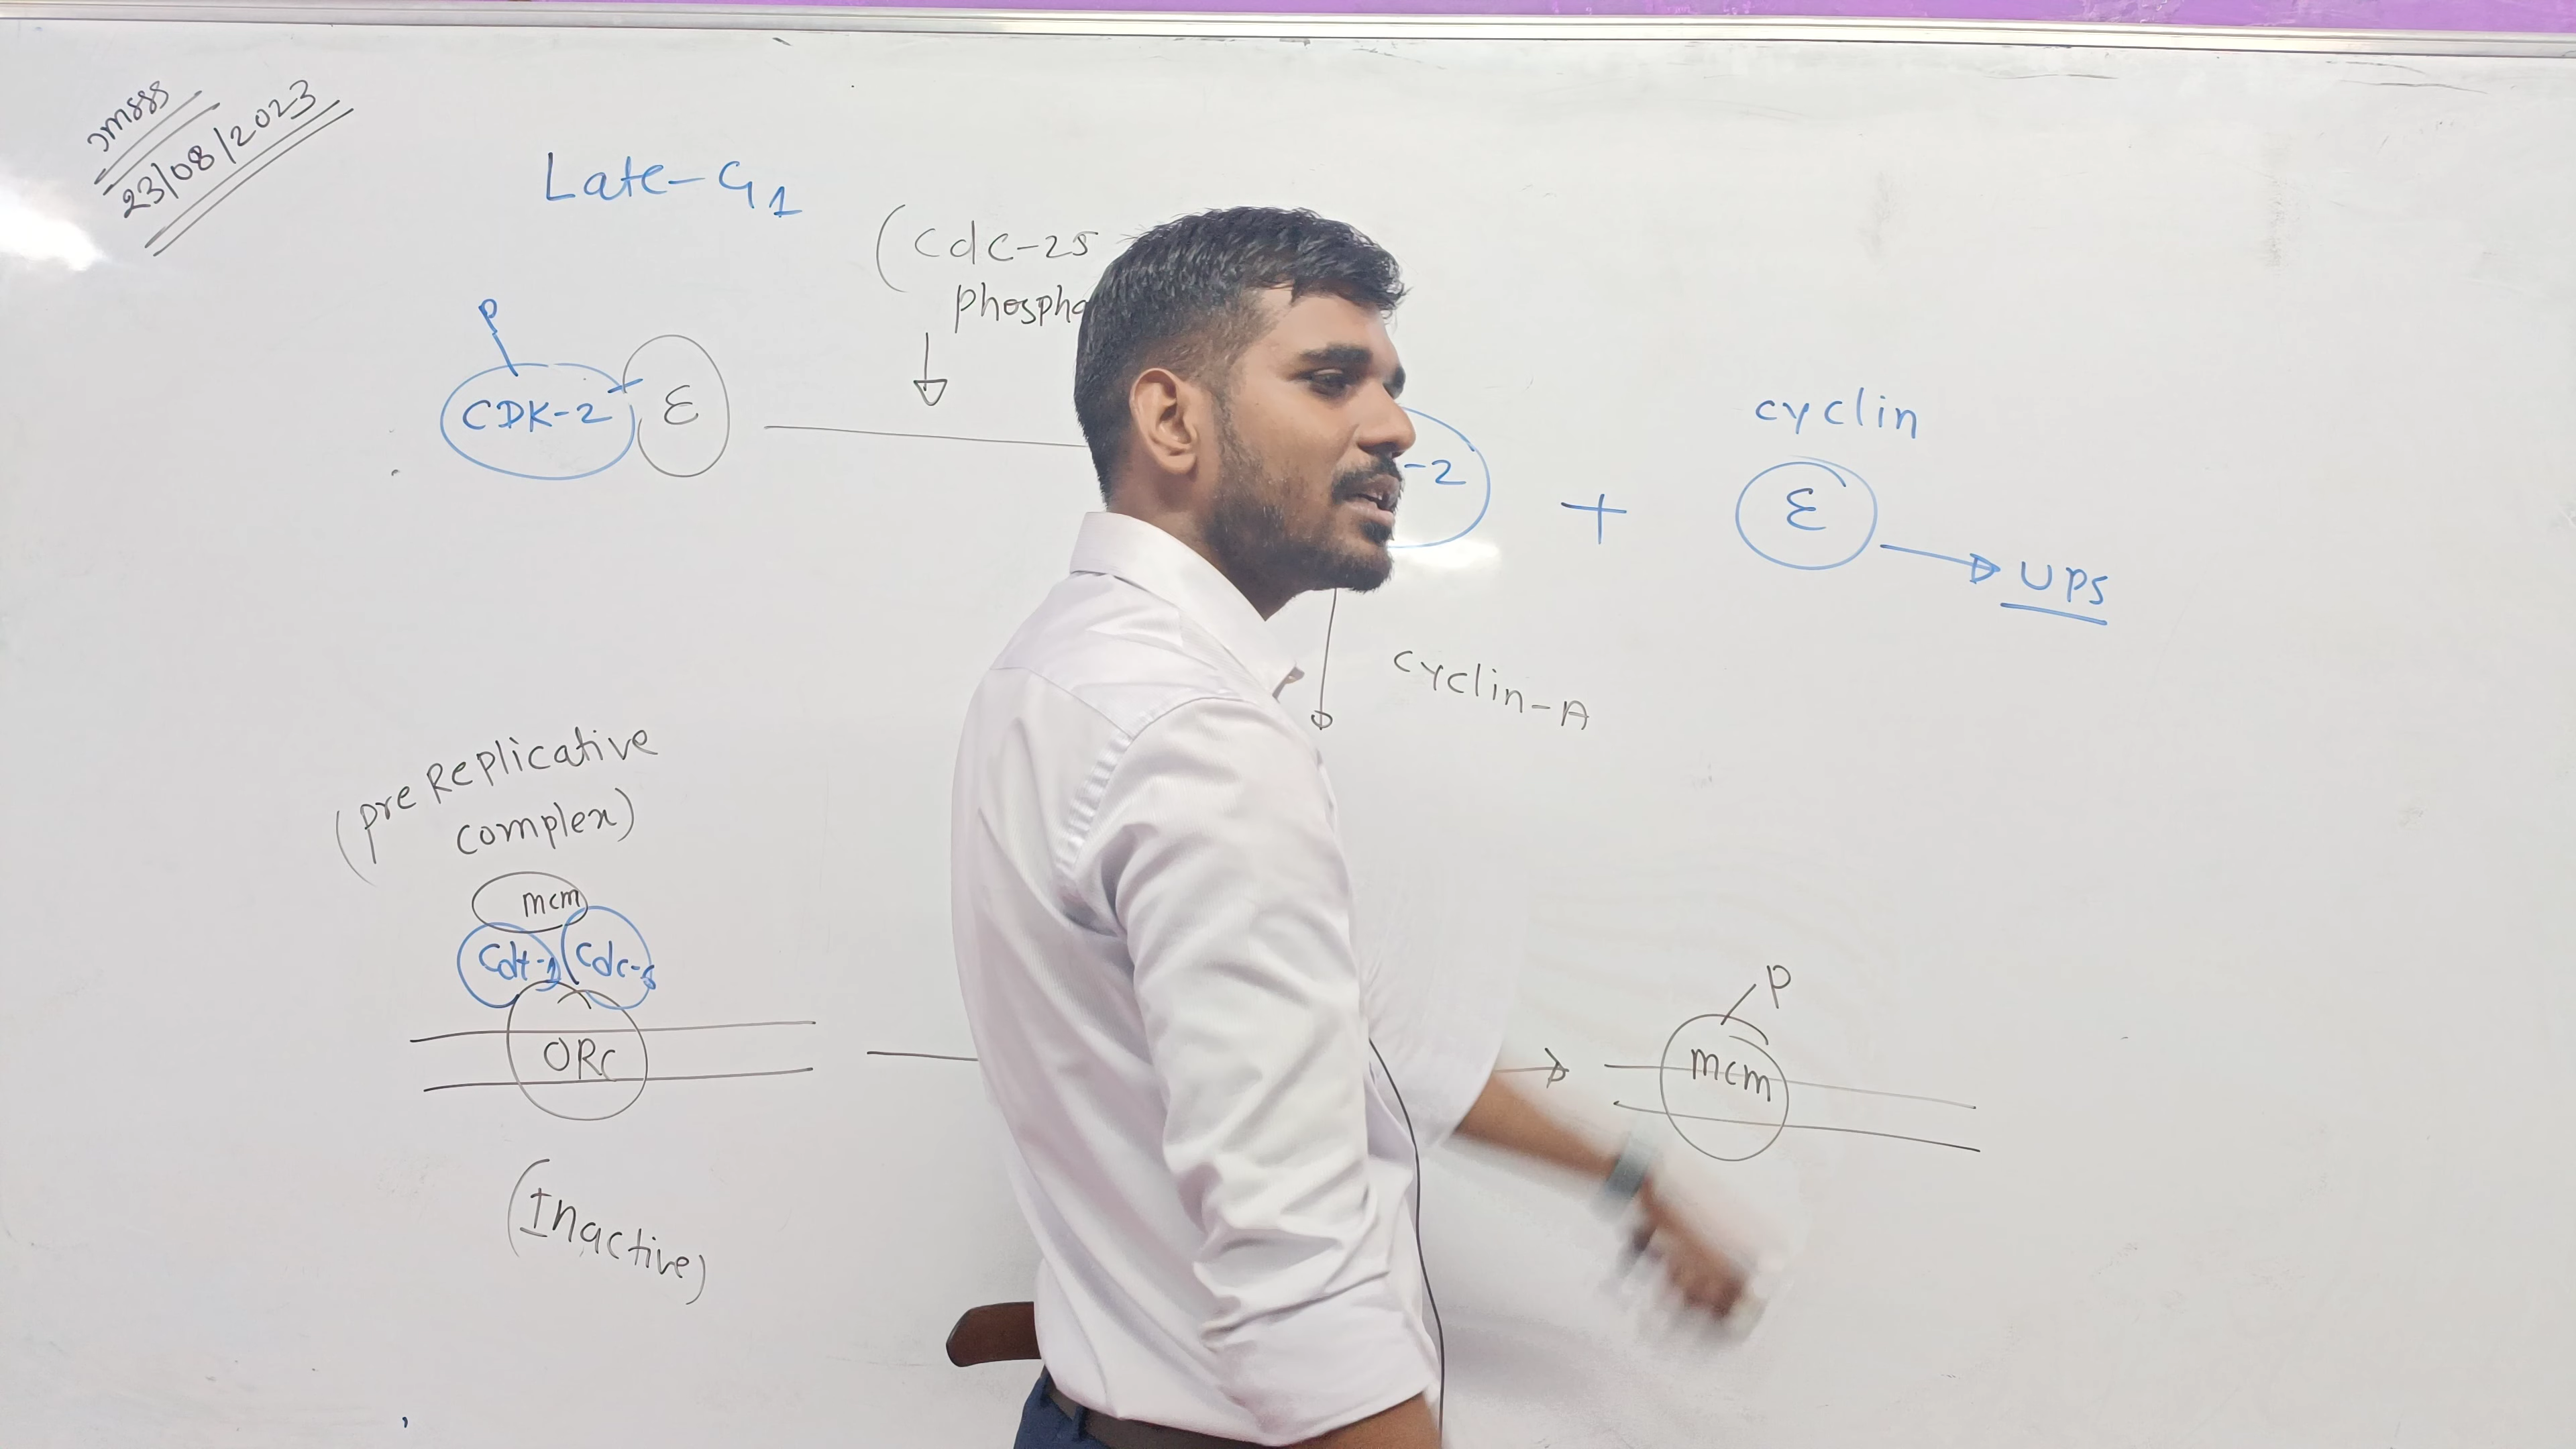 Jmsss
23/08/2023
Late-G1
(Cdc-25
phospho
P
CDK-2 E
-2 + cyclin
E
UPS
cyclin-A
(pre Replicative
complex)
mcm
Cdt-1 Cdc-6
ORC
(Inactive)
P
mcm